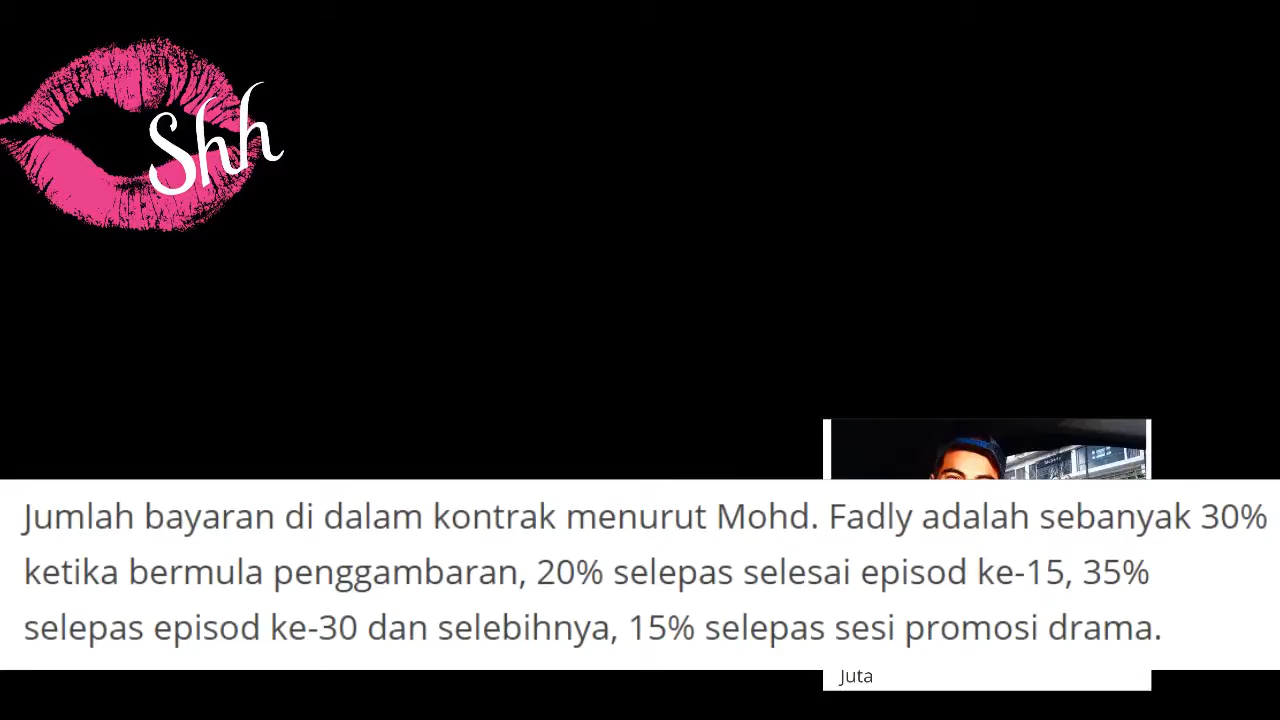 Shh
Jumlah bayaran di dalam kontrak menurut Mohd. Fadly adalah sebanyak 30%
ketika bermula penggambaran, 20% selepas selesai episod ke-15, 35%
selepas episod ke-30 dan selebihnya, 15% selepas sesi promosi drama.
Juta